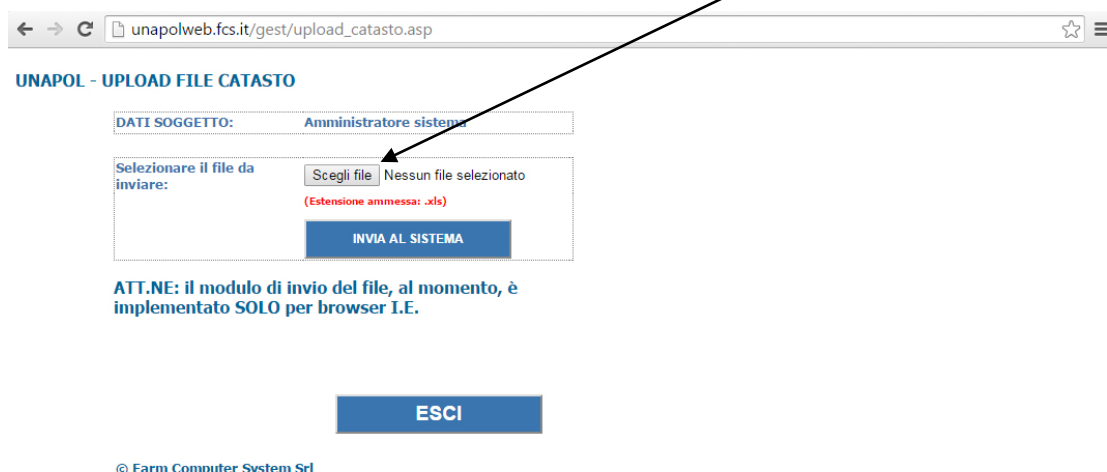 unapolweb.fcs.it/gest/upload_catasto.asp
UNAPOL - UPLOAD FILE CATASTO
DATI SOGGETTO: Amministratore sistema
Selezionare il file da
inviare:
Scegli file Nessun file selezionato
(Estensione ammessa: .xls)
INVIA AL SISTEMA
ATT.NE: il modulo di invio del file, al momento, è
implementato SOLO per browser I.E.
ESCI
© Farm Computer System Srl